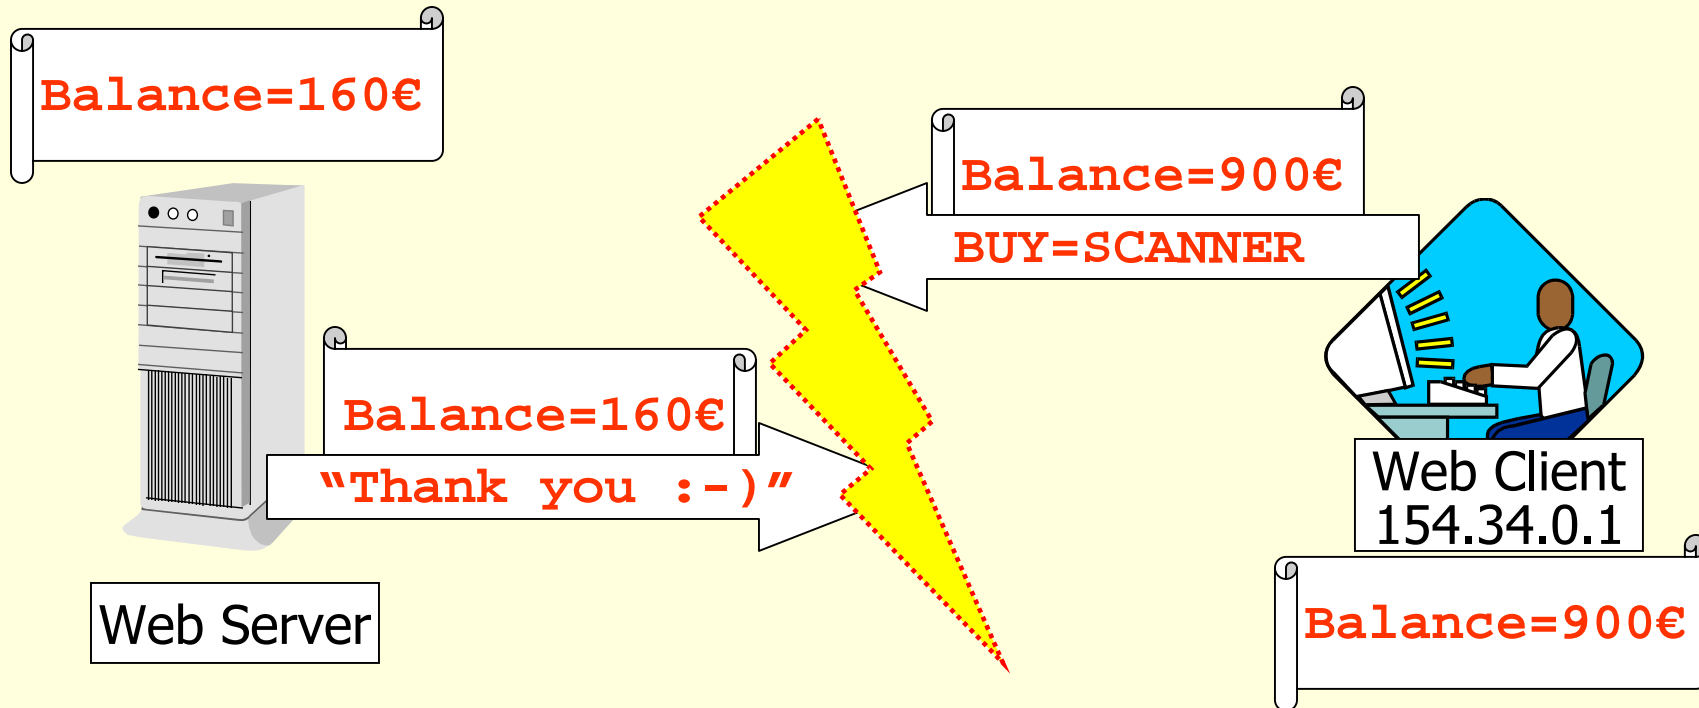 Balance=160€
Balance=900€
BUY=SCANNER
Balance=160€
“Thank you :-)”
Web Client
154.34.0.1
Web Server
Balance=900€